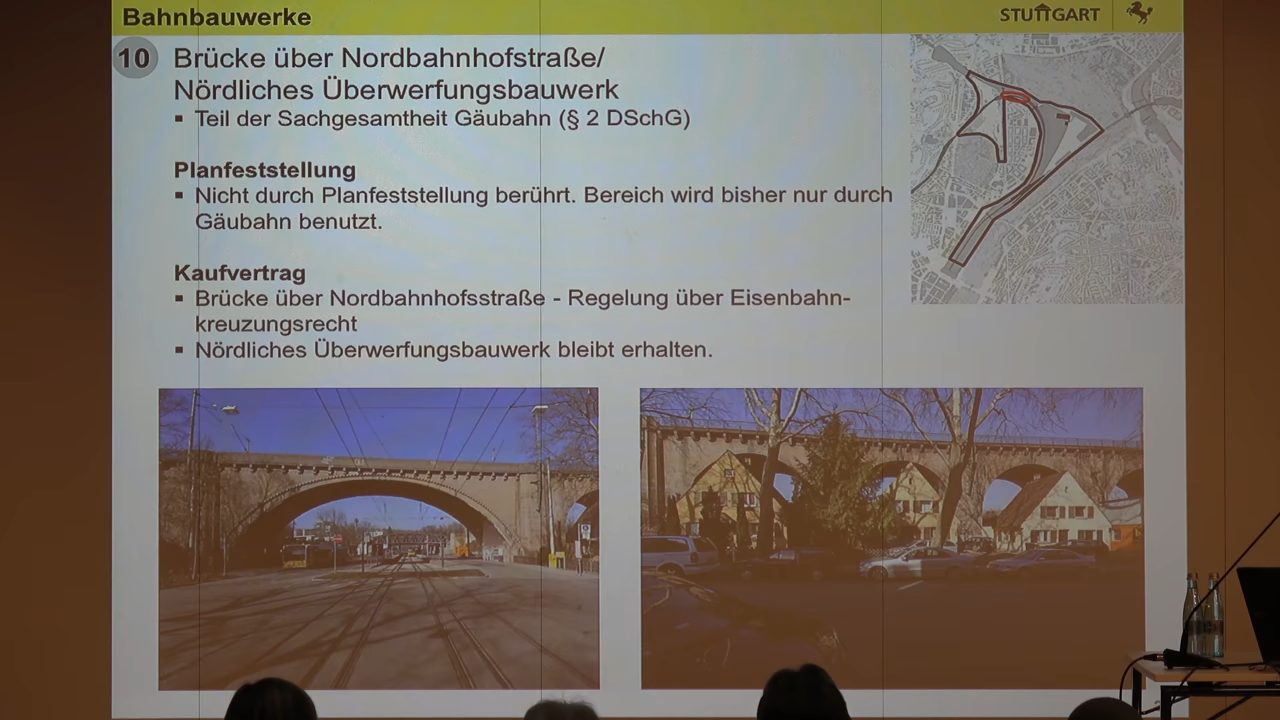 Bahnbauwerke
STUTTGART
10 Brücke über Nordbahnhofstraße/
Nördliches Überwerfungsbauwerk
▪ Teil der Sachgesamtheit Gäubahn (§ 2 DSchG)
Planfeststellung
▪ Nicht durch Planfeststellung berührt. Bereich wird bisher nur durch
Gäubahn benutzt.
Kaufvertrag
▪ Brücke über Nordbahnhofsstraße - Regelung über Eisenbahn-
kreuzungsrecht
▪ Nördliches Überwerfungsbauwerk bleibt erhalten.